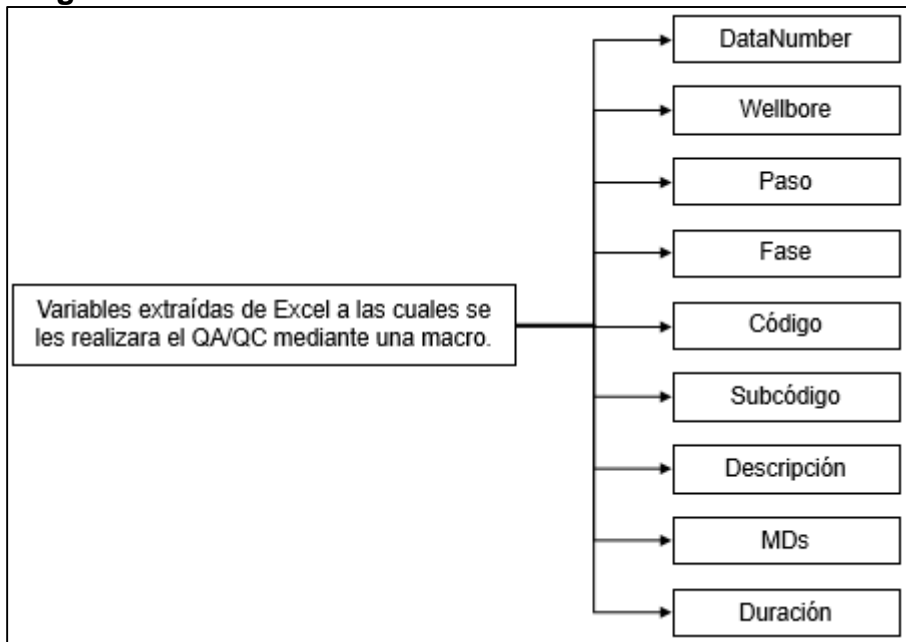 Variables extraídas de Excel a las cuales se
les realizara el QA/QC mediante una macro.
DataNumber
Wellbore
Paso
Fase
Código
Subcódigo
Descripción
MDs
Duración